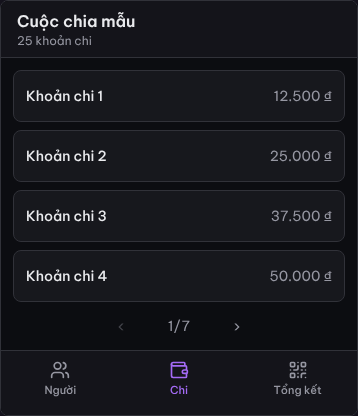 Cuộc chia mẫu
25 khoản chi
Khoản chi 1 12.500 ₫
Khoản chi 2 25.000 ₫
Khoản chi 3 37.500 ₫
Khoản chi 4 50.000 ₫
‹ 1/7 ›
Người Chi Tổng kết